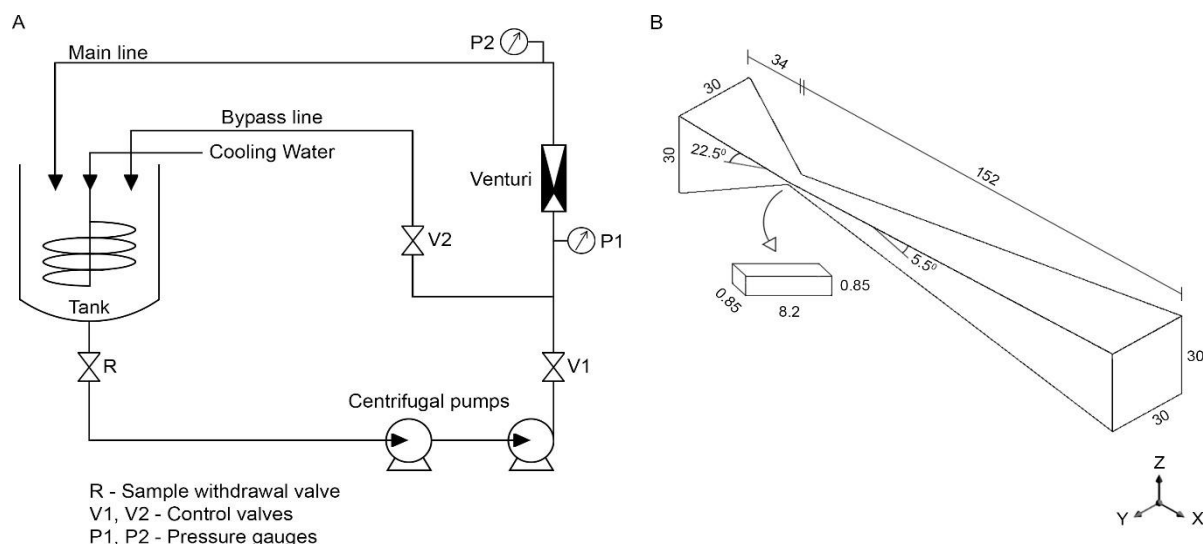 A
P2
Main line
Bypass line
Cooling Water
Venturi
V2
P1
Tank
R
V1
Centrifugal pumps
R - Sample withdrawal valve
V1, V2 - Control valves
P1, P2 - Pressure gauges
B
34
30
30
22.5⁰
152
5.5⁰
0.85
0.85
8.2
30
30
Z
Y
X